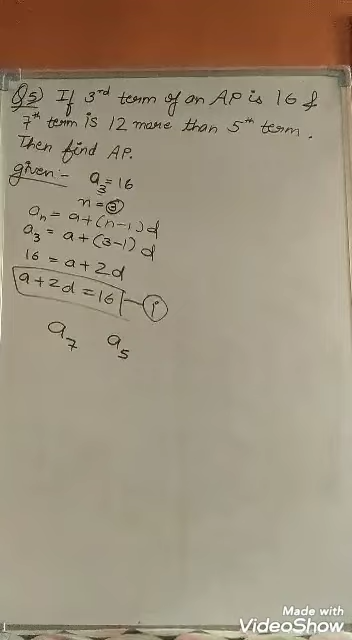 Q5) If 3rd term of an AP is 16 &
7th term is 12 more than 5th term.
Then find AP.
given:- a3 = 16
n = 3
an = a+(n-1)d
a3 = a+(3-1)d
16 = a+2d
a+2d = 16 — i
a7 a5
Made with
VideoShow